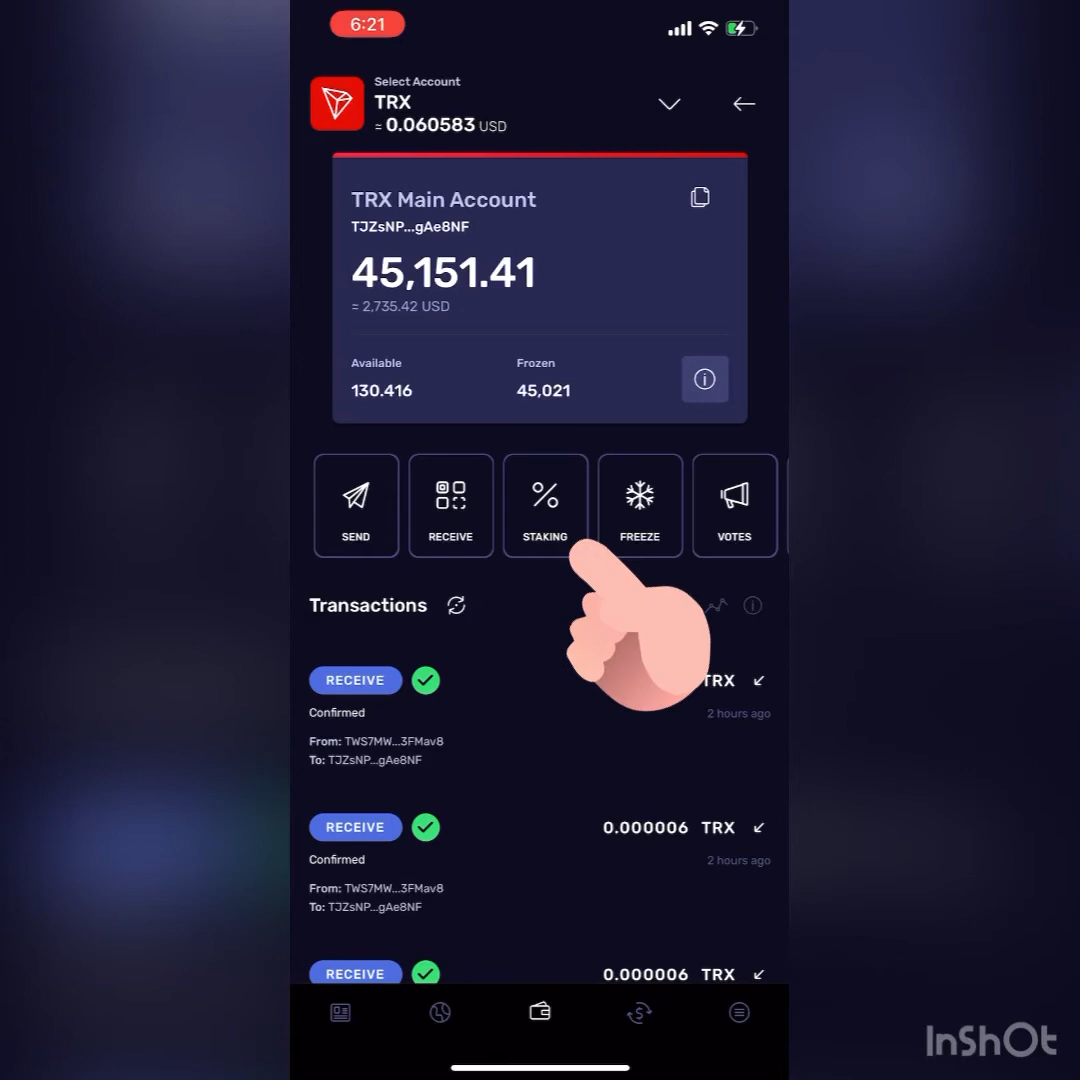 6:21
Select Account
TRX
≈ 0.060583 USD
TRX Main Account
TJZsNP...gAe8NF
45,151.41
≈ 2,735.42 USD
Available Frozen
130.416 45,021
SEND RECEIVE STAKING FREEZE VOTES
Transactions
RECEIVE TRX
Confirmed 2 hours ago
From: TWS7MW...3FMav8
To: TJZsNP...gAe8NF
RECEIVE 0.000006 TRX
Confirmed 2 hours ago
From: TWS7MW...3FMav8
To: TJZsNP...gAe8NF
RECEIVE 0.000006 TRX
InShOt